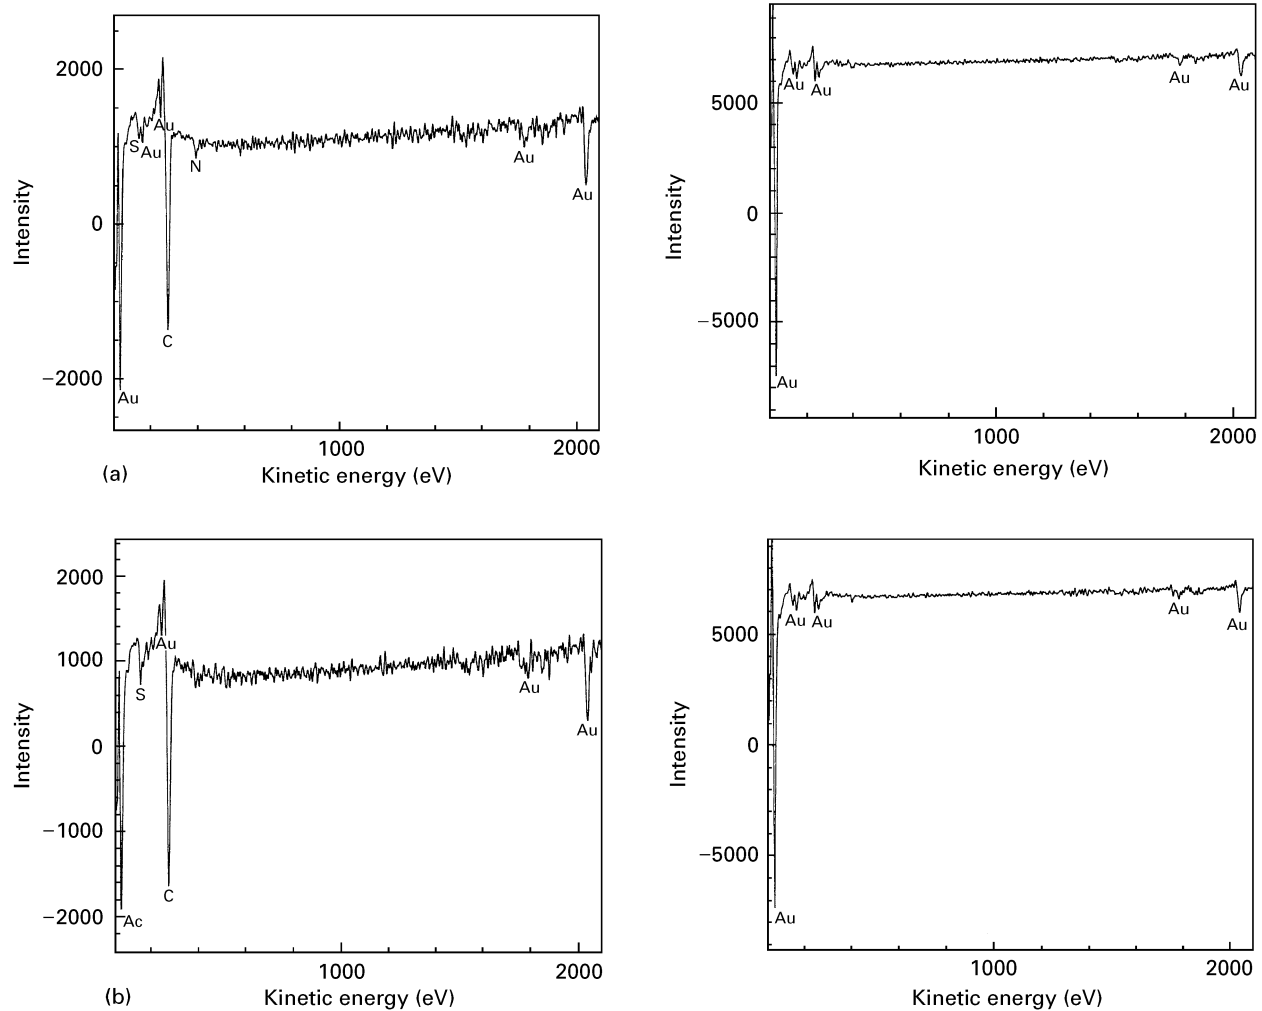 2000
0
−2000
Intensity
S
Au
Au
N
C
Au
Au
Au
1000
2000
(a)
Kinetic energy (eV)
5000
0
−5000
Intensity
Au
Au
Au
Au
Au
1000
2000
Kinetic energy (eV)
2000
1000
0
−1000
−2000
Intensity
Au
S
C
Ac
Au
Au
1000
2000
(b)
Kinetic energy (eV)
5000
0
−5000
Intensity
Au
Au
Au
Au
Au
1000
2000
Kinetic energy (eV)